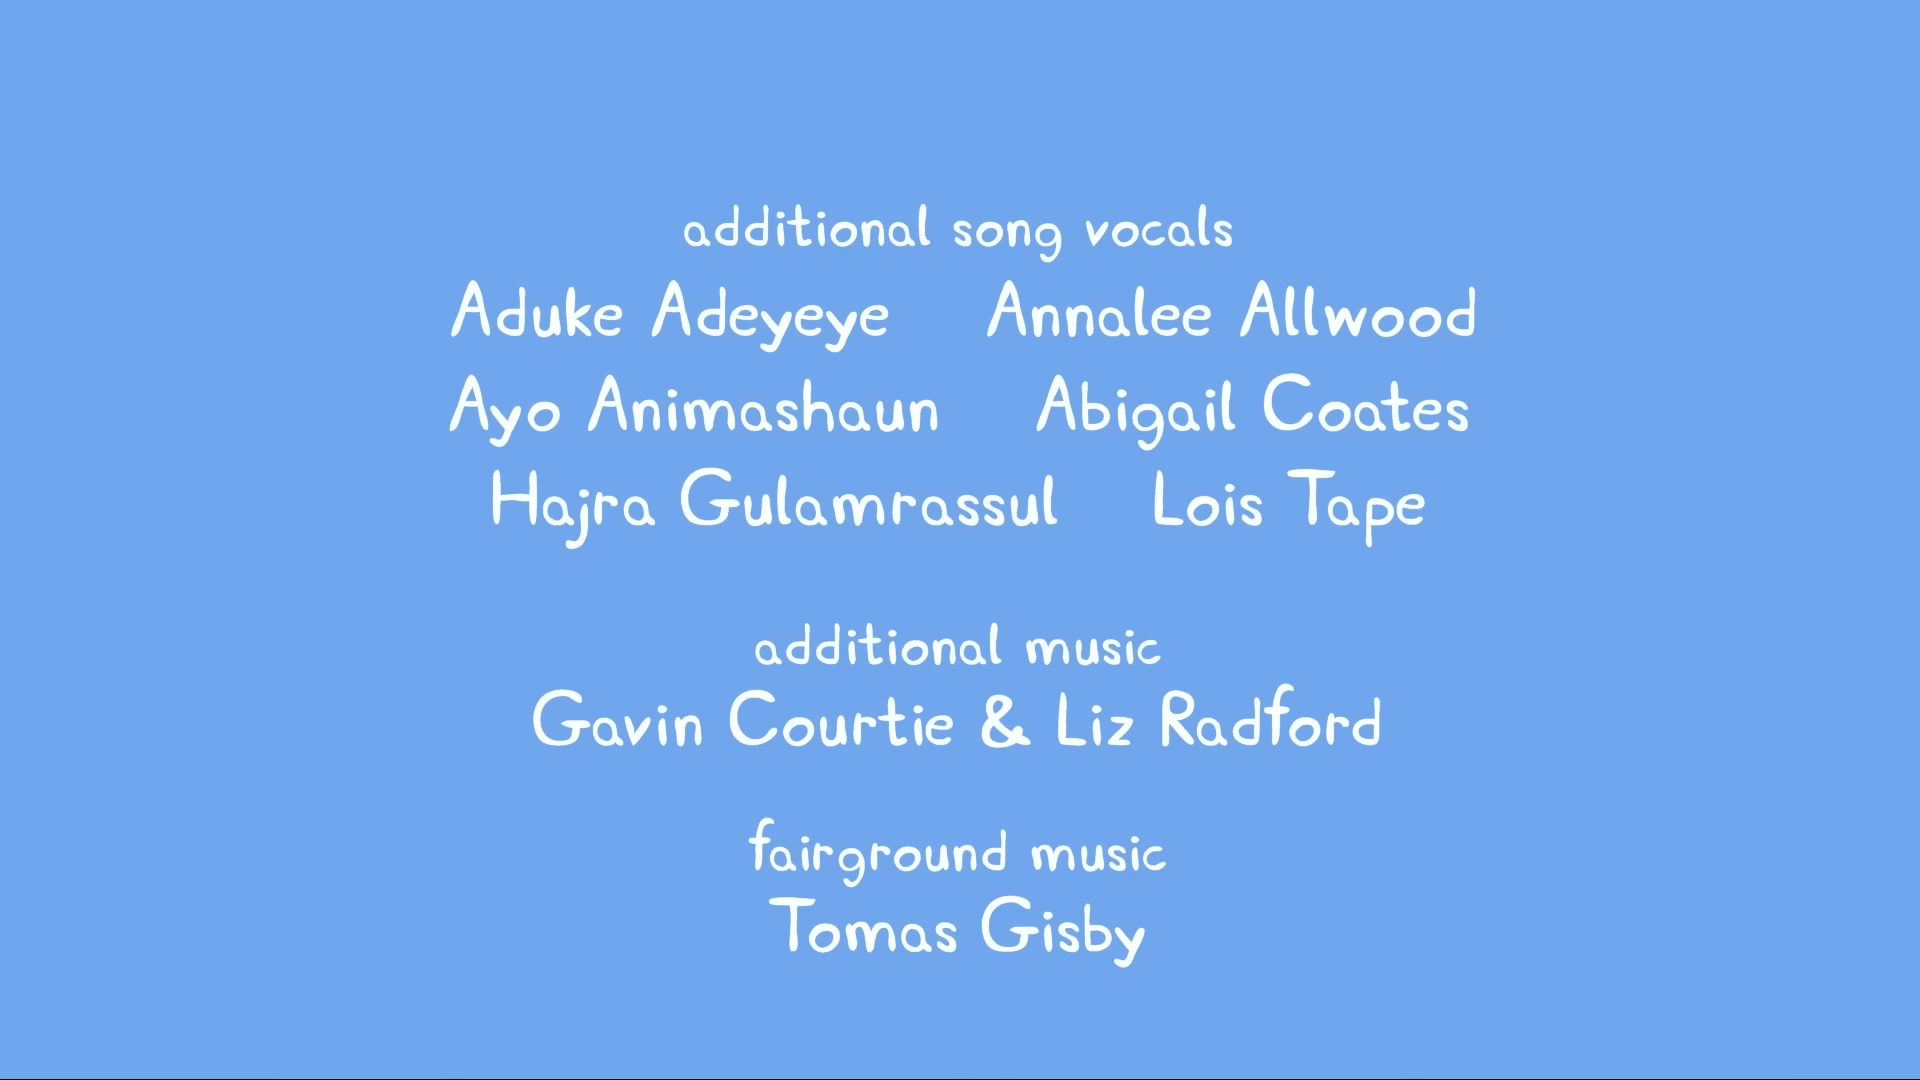 additional song vocals
Aduke Adeyeye Annalee Allwood
Ayo Animashaun Abigail Coates
Hajra Gulamrassul Lois Tape
additional music
Gavin Courtie & Liz Radford
fairground music
Tomas Gisby